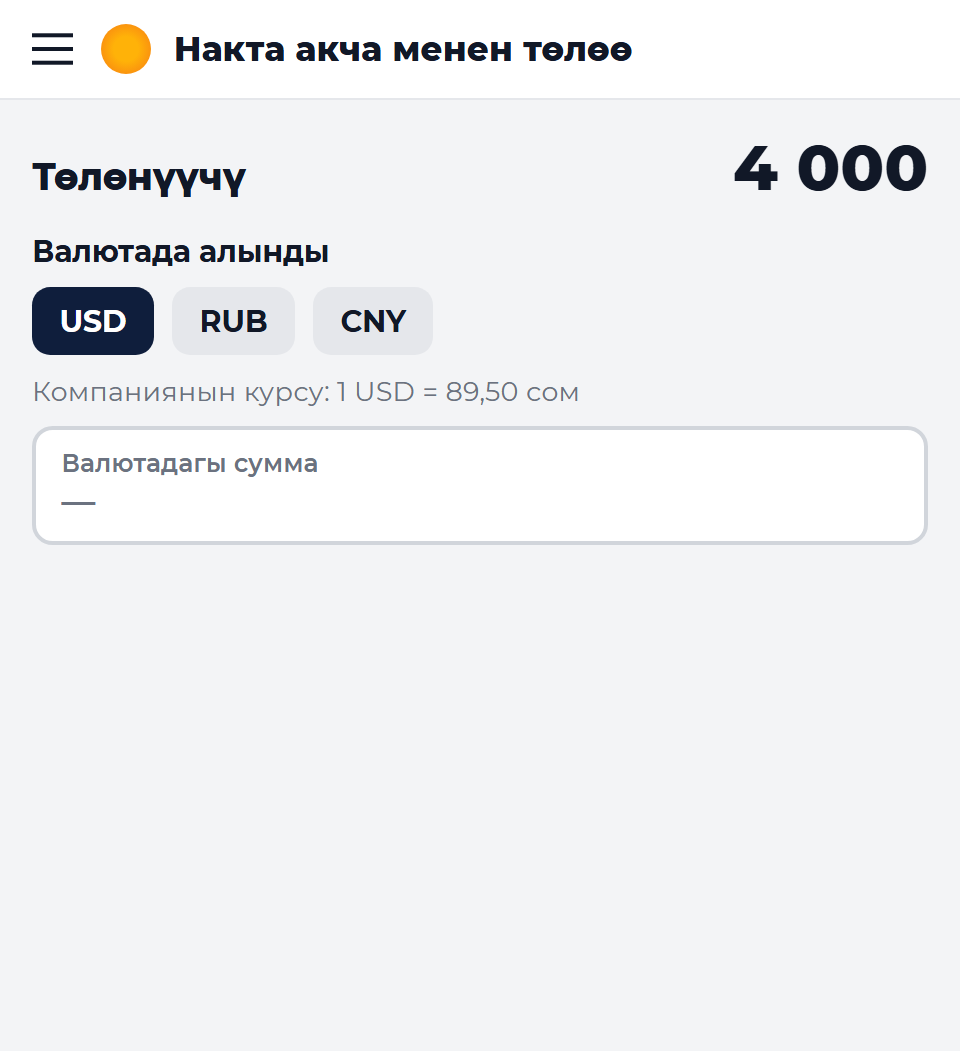 Накта акча менен төлөө
Төлөнүүчү 4 000
Валютада алынды
USD RUB CNY
Компаниянын курсу: 1 USD = 89,50 сом
Валютадагы сумма
—